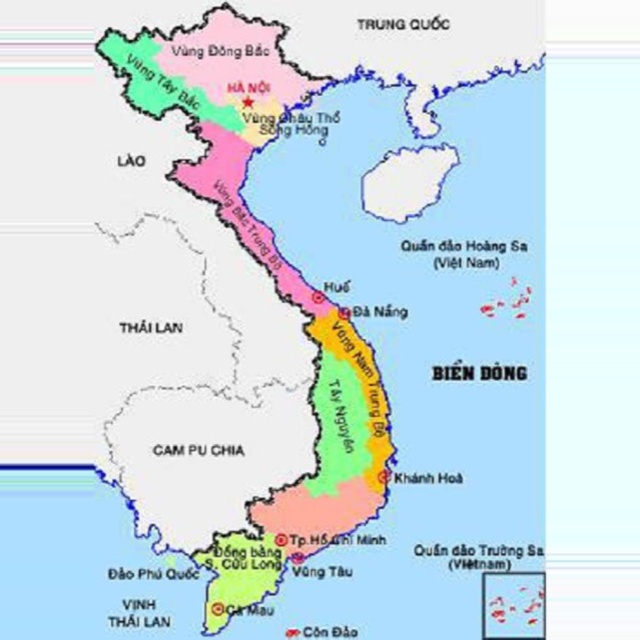 TRUNG QUỐC
Vùng Đông Bắc
Vùng Tây Bắc
HÀ NỘI
Vùng Châu Thổ
Sông Hồng
LÀO
Vùng Bắc Trung Bộ
Quần đảo Hoàng Sa
(Việt Nam)
Huế
Đà Nẵng
THÁI LAN
Vùng Nam Trung Bộ
BIỂN ĐÔNG
Tây Nguyên
CAM PU CHIA
Khánh Hoà
Tp.Hồ Chí Minh
Đồng bằng
S. Cửu Long
Quần đảo Trường Sa
(Việtnam)
Vũng Tàu
Đảo Phú Quốc
VỊNH
THÁI LAN
Cà Mau
Côn Đảo